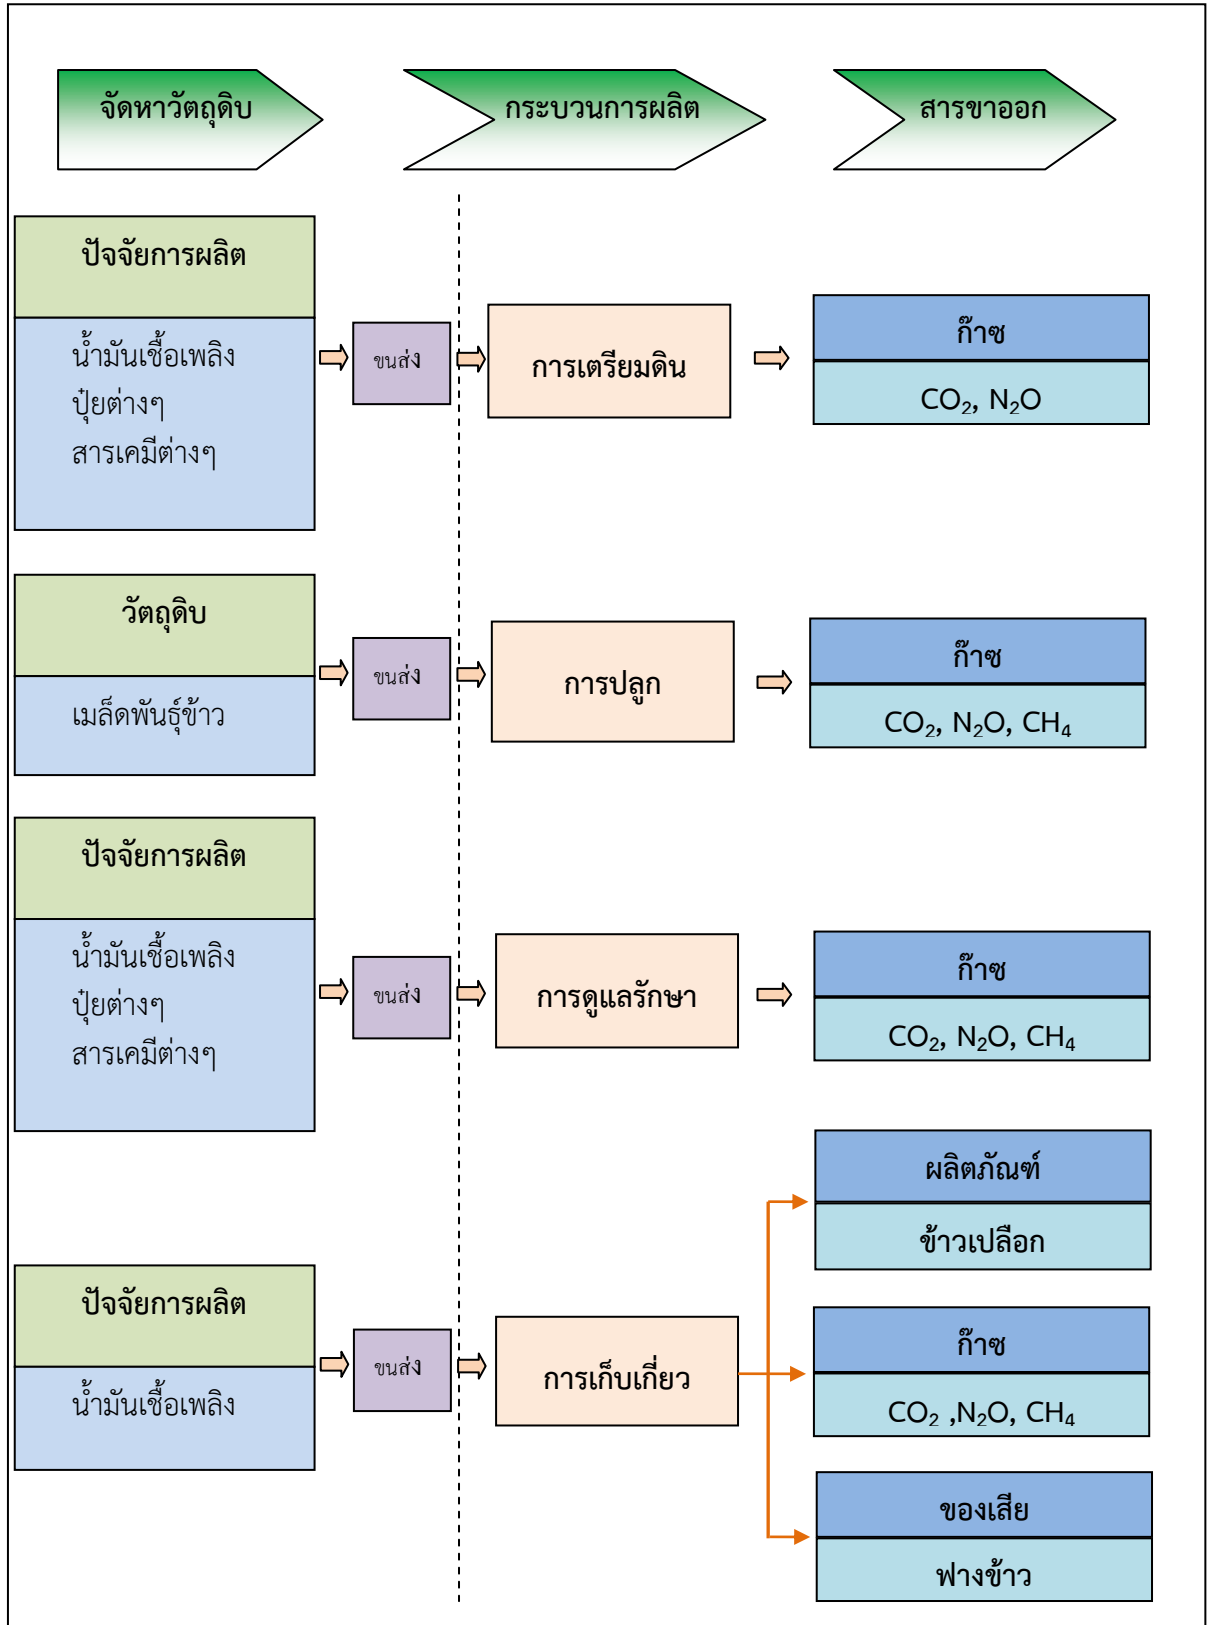 จัดหาวัตถุดิบ
กระบวนการผลิต
สารขาออก
ปัจจัยการผลิต
น้ำมันเชื้อเพลิง
ปุ๋ยต่างๆ
สารเคมีต่างๆ
ขนส่ง
การเตรียมดิน
ก๊าซ
CO₂, N₂O
วัตถุดิบ
เมล็ดพันธุ์ข้าว
ขนส่ง
การปลูก
ก๊าซ
CO₂, N₂O, CH₄
ปัจจัยการผลิต
น้ำมันเชื้อเพลิง
ปุ๋ยต่างๆ
สารเคมีต่างๆ
ขนส่ง
การดูแลรักษา
ก๊าซ
CO₂, N₂O, CH₄
ปัจจัยการผลิต
น้ำมันเชื้อเพลิง
ขนส่ง
การเก็บเกี่ยว
ผลิตภัณฑ์
ข้าวเปลือก
ก๊าซ
CO₂ ,N₂O, CH₄
ของเสีย
ฟางข้าว